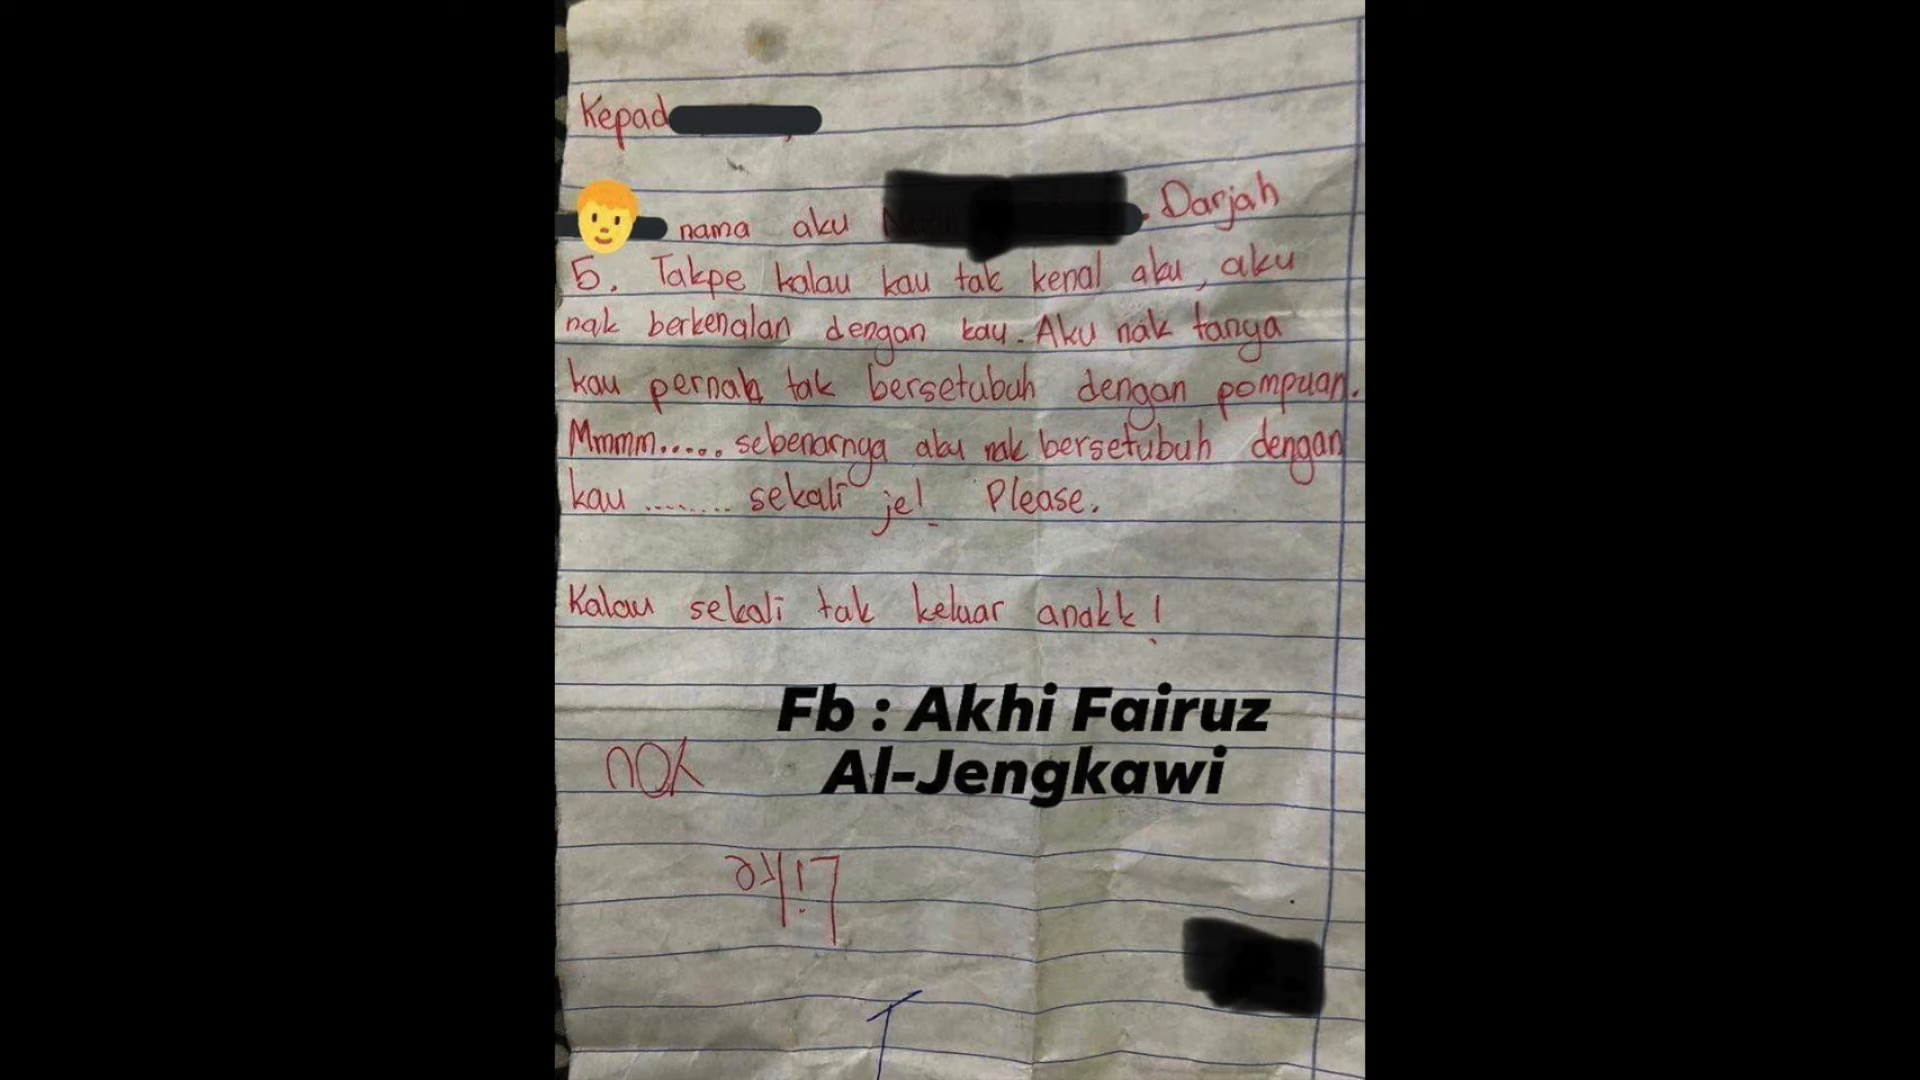 Kepad
nama aku Darjah
5. Takpe kalau kau tak kenal aku, aku
nak berkenalan dengan kau. Aku nak tanya
kau pernah tak bersetubuh dengan pompuan.
Mmmm..... sebenarnya aku nak bersetubuh dengan
kau ........ sekali je! Please.
Kalau sekali tak keluar anakk!
Fb : Akhi Fairuz
Al-Jengkawi